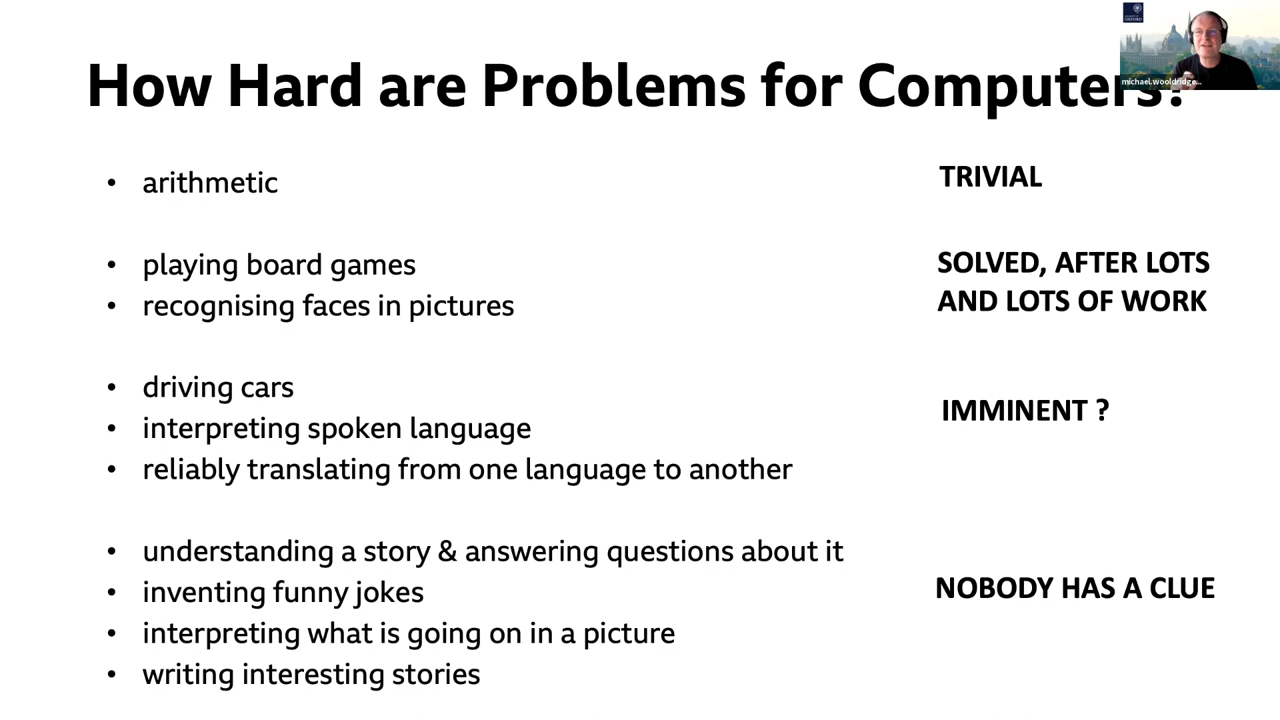 How Hard are Problems for Computers?
michael.wooldridge...
• arithmetic
TRIVIAL
• playing board games
• recognising faces in pictures
SOLVED, AFTER LOTS
AND LOTS OF WORK
• driving cars
• interpreting spoken language
• reliably translating from one language to another
IMMINENT ?
• understanding a story & answering questions about it
• inventing funny jokes
• interpreting what is going on in a picture
• writing interesting stories
NOBODY HAS A CLUE
OXFORD